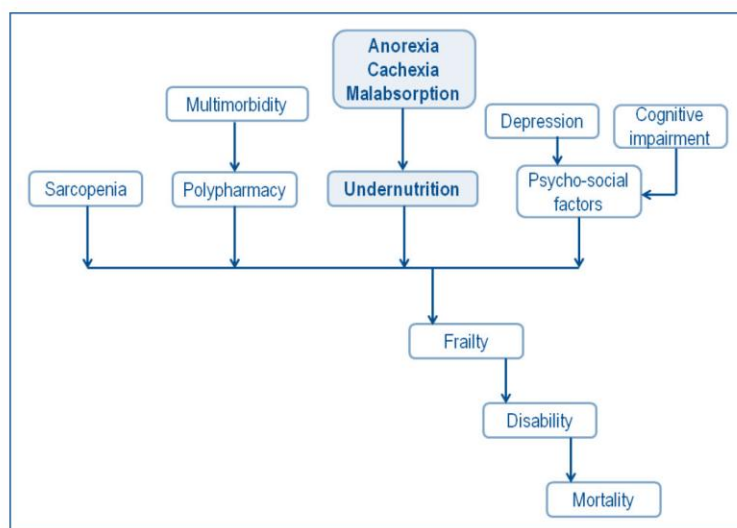 Anorexia
Cachexia
Malabsorption
Multimorbidity
Depression
Cognitive
impairment
Sarcopenia
Polypharmacy
Undernutrition
Psycho-social
factors
Frailty
Disability
Mortality